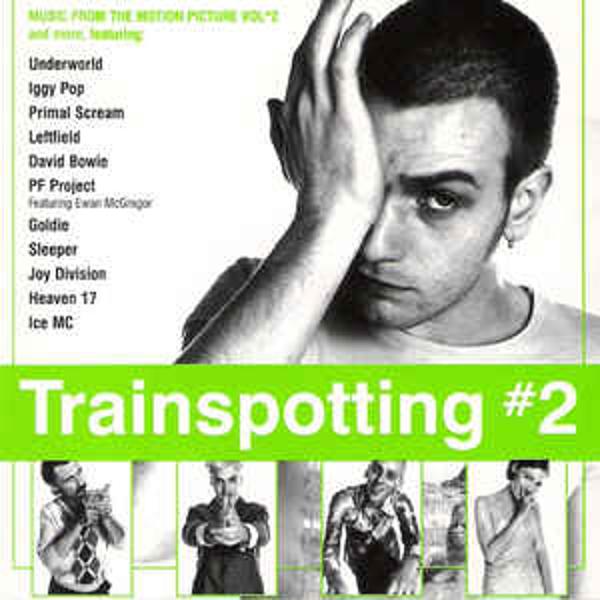 MUSIC FROM THE MOTION PICTURE VOL*2
and more, featuring:
Underworld
Iggy Pop
Primal Scream
Leftfield
David Bowie
PF Project
Featuring Ewan McGregor
Goldie
Sleeper
Joy Division
Heaven 17
Ice MC
Trainspotting #2